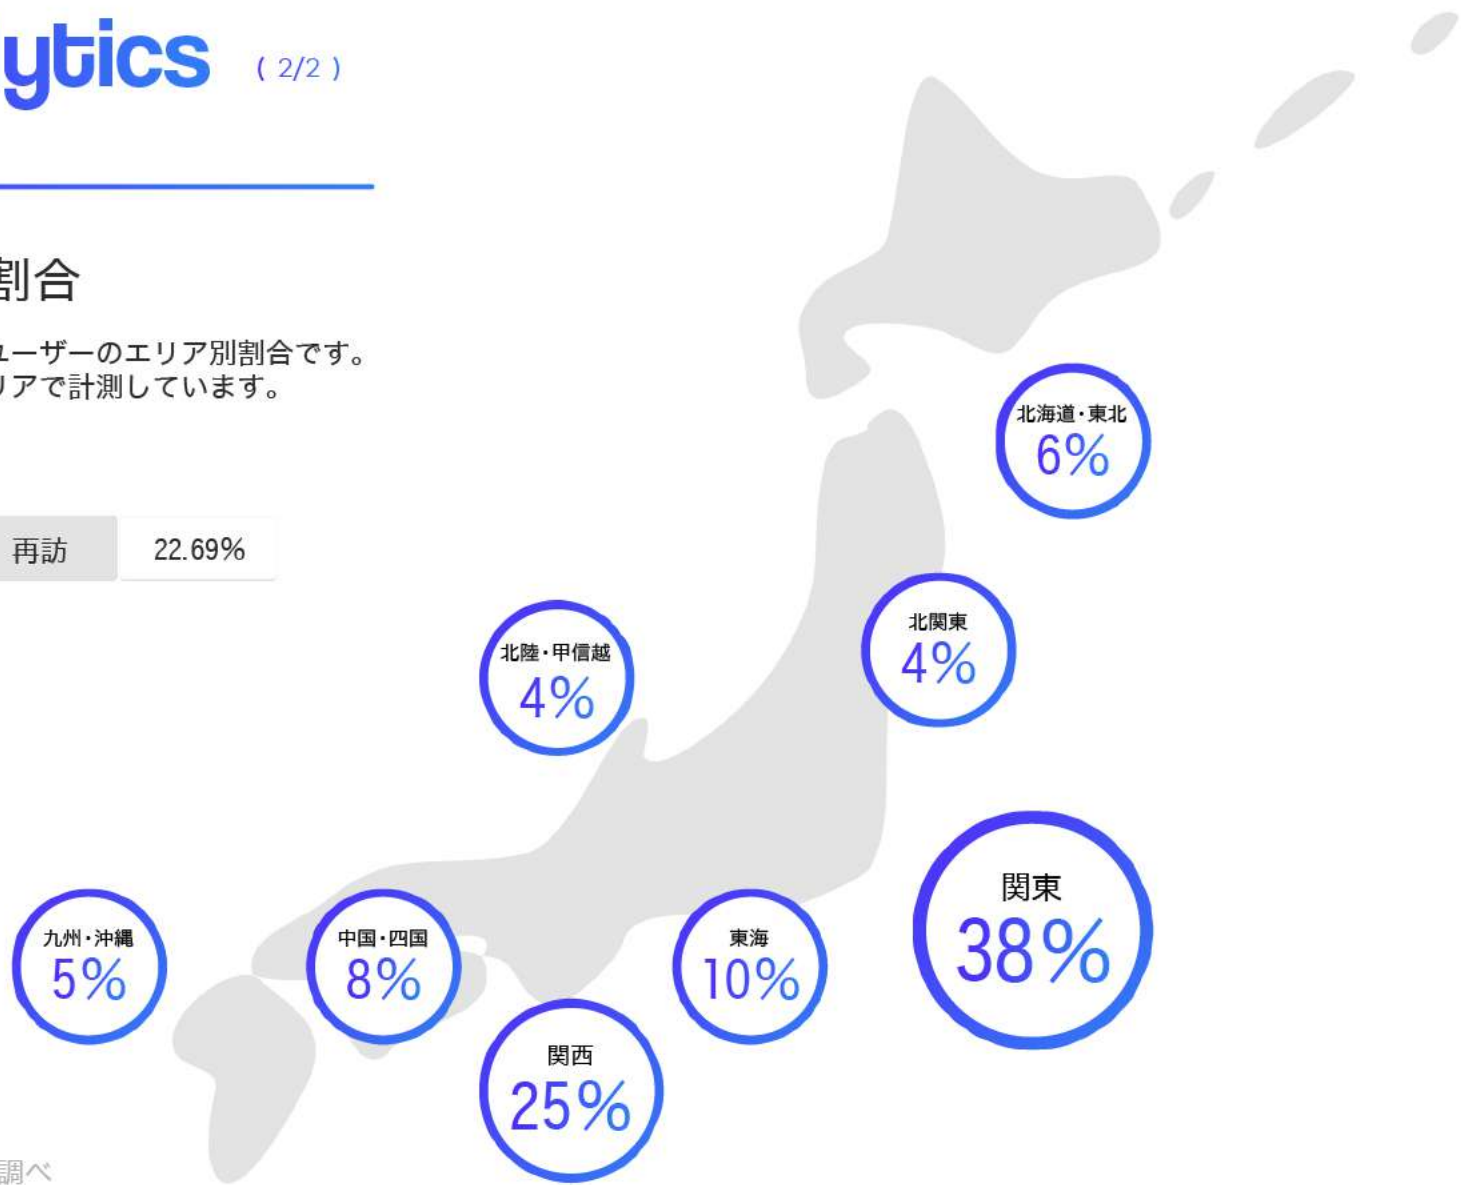 lytics ( 2/2 )
割合
ユーザーのエリア別割合です。
リアで計測しています。
再訪 22.69%
北海道・東北
6%
北関東
4%
北陸・甲信越
4%
関東
38%
九州・沖縄
5%
中国・四国
8%
東海
10%
関西
25%
調べ